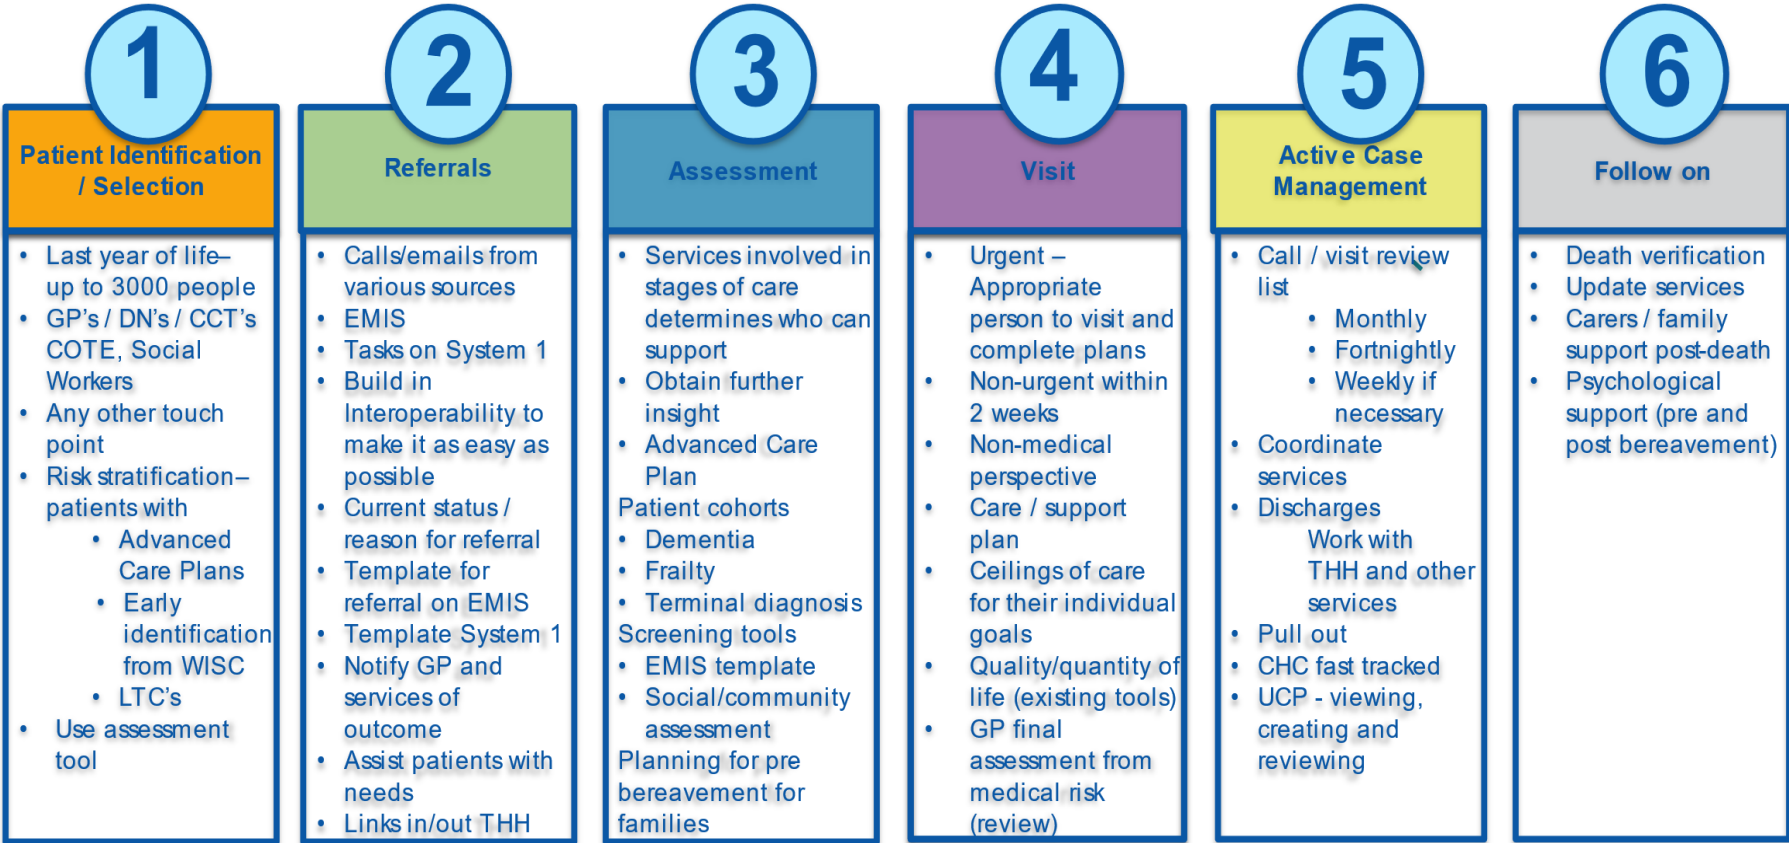 1
Patient Identification
/ Selection
• Last year of life–
up to 3000 people
• GP's / DN's / CCT's
COTE, Social
Workers
• Any other touch
point
• Risk stratification–
patients with
• Advanced
Care Plans
• Early
identification
from WISC
• LTC's
• Use assessment
tool
2
Referrals
• Calls/emails from
various sources
• EMIS
• Tasks on System 1
• Build in
Interoperability to
make it as easy as
possible
• Current status /
reason for referral
• Template for
referral on EMIS
• Template System 1
• Notify GP and
services of
outcome
• Assist patients with
needs
• Links in/out THH
3
Assessment
• Services involved in
stages of care
determines who can
support
• Obtain further
insight
• Advanced Care
Plan
Patient cohorts
• Dementia
• Frailty
• Terminal diagnosis
Screening tools
• EMIS template
• Social/community
assessment
Planning for pre
bereavement for
families
4
Visit
• Urgent –
Appropriate
person to visit and
complete plans
• Non-urgent within
2 weeks
• Non-medical
perspective
• Care / support
plan
• Ceilings of care
for their individual
goals
• Quality/quantity of
life (existing tools)
• GP final
assessment from
medical risk
(review)
5
Active Case
Management
• Call / visit review
list
• Monthly
• Fortnightly
• Weekly if
necessary
• Coordinate
services
• Discharges
Work with
THH and other
services
• Pull out
• CHC fast tracked
• UCP - viewing,
creating and
reviewing
6
Follow on
• Death verification
• Update services
• Carers / family
support post-death
• Psychological
support (pre and
post bereavement)